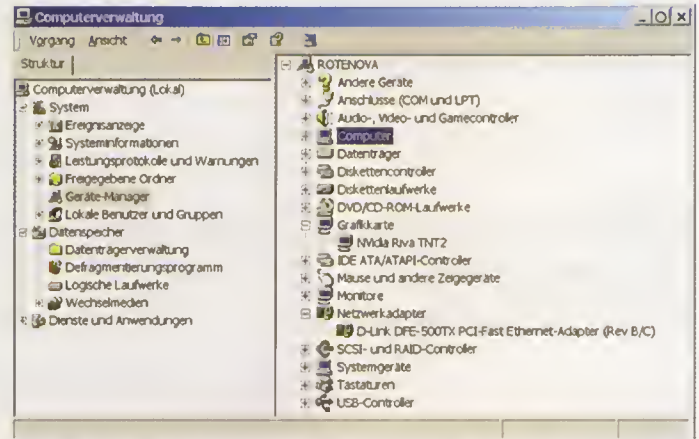 Computerverwaltung
Vorgang Ansicht
Struktur
Computerverwaltung (Lokal)
System
Ereignisanzeige
Systeminformationen
Leistungsprotokolle und Warnungen
Freigegebene Ordner
Geräte-Manager
Lokale Benutzer und Gruppen
Datenspeicher
Datenträgerverwaltung
Defragmentierungsprogramm
Logische Laufwerke
Wechselmedien
Dienste und Anwendungen
ROTENOVA
Andere Geräte
Anschlüsse (COM und LPT)
Audio-, Video- und Gamecontroller
Computer
Datenträger
Diskettencontroller
Diskettenlaufwerke
DVD/CD-ROM-Laufwerke
Grafikkarte
NVidia Riva TNT2
IDE ATA/ATAPI-Controller
Mäuse und andere Zeigegeräte
Monitore
Netzwerkadapter
D-Link DFE-500TX PCI-Fast Ethernet-Adapter (Rev B/C)
SCSI- und RAID-Controller
Systemgeräte
Tastaturen
USB-Controller